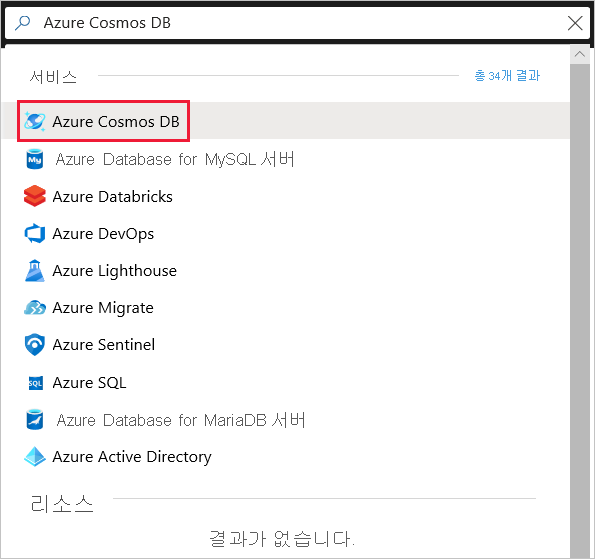 Azure Cosmos DB
서비스
총 34개 결과
Azure Cosmos DB
My
Azure Database for MySQL 서버
Azure Databricks
Azure DevOps
Azure Lighthouse
Azure Migrate
Azure Sentinel
SQL
Azure SQL
Azure Database for MariaDB 서버
Azure Active Directory
리소스
결과가 없습니다.